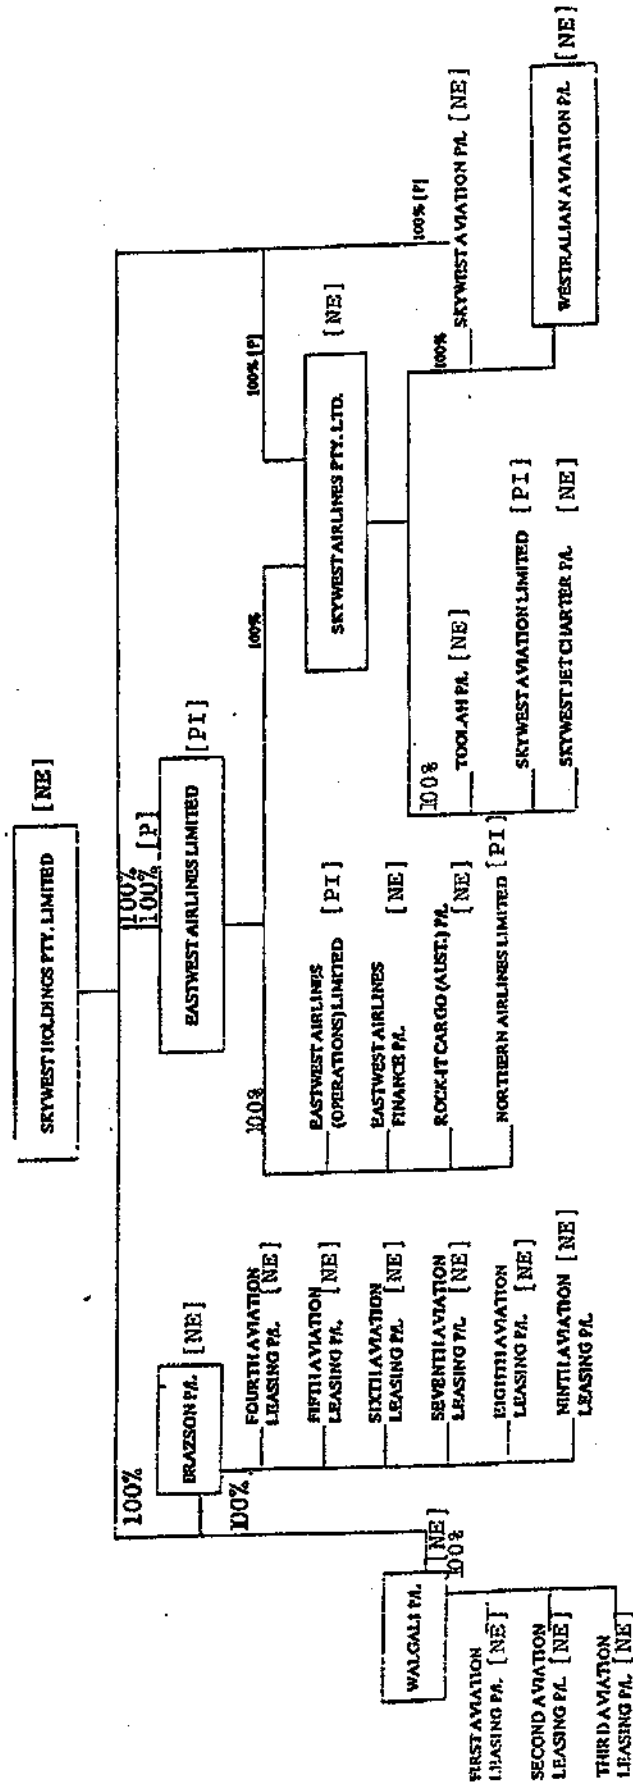 SKYWEST HOLDINGS PTY. LIMITED [NE]
100%
100%
100% [P]
BRAZSON P/L [NE]
EASTWEST AIRLINES LIMITED [PI]
100%
100%
100%
100% [P]
FOURTH AVIATION
LEASING P/L [NE]
FIFTH AVIATION
LEASING P/L [NE]
SIXTH AVIATION
LEASING P/L [NE]
SEVENTH AVIATION
LEASING P/L [NE]
EIGHTH AVIATION
LEASING P/L [NE]
NINTH AVIATION [NE]
LEASING P/L
EASTWEST AIRLINES
(OPERATIONS) LIMITED [PI]
EASTWEST AIRLINES
FINANCE P/L [NE]
ROCK-IT CARGO (AUST.) P/L [NE]
NORTHERN AIRLINES LIMITED [PI]
SKYWEST AIRLINES PTY. LTD. [NE]
WALGALI P/L [NE]
100%
100%
100%
100% [P]
FIRST AVIATION
LEASING P/L [NE]
SECOND AVIATION
LEASING P/L [NE]
THIRD AVIATION
LEASING P/L [NE]
TOOLAH P/L [NE]
SKYWEST AVIATION LIMITED [PI]
SKYWEST JET CHARTER P/L [NE]
SKYWEST AVIATION P/L [NE]
WESTRALIAN AVIATION P/L [NE]